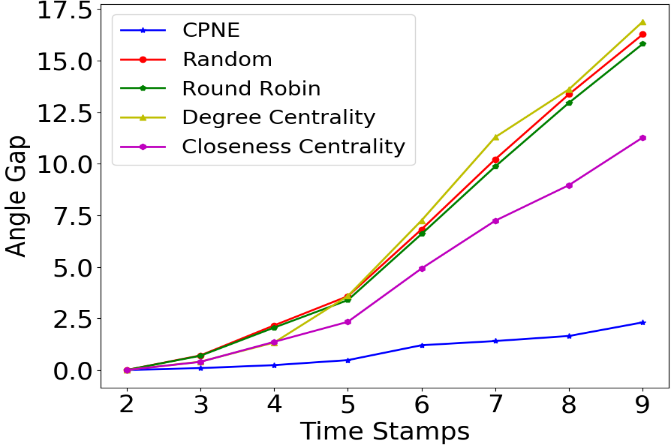 17.5
15.0
12.5
10.0
7.5
5.0
2.5
0.0
Angle Gap
CPNE
Random
Round Robin
Degree Centrality
Closeness Centrality
2 3 4 5 6 7 8 9
Time Stamps